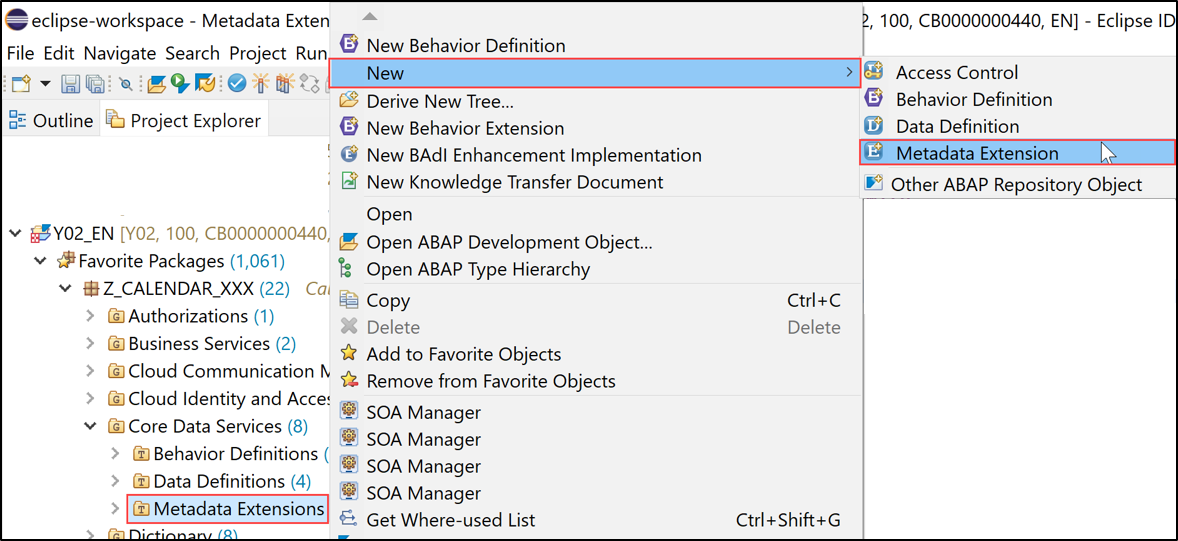 eclipse-workspace - Metadata Exten
2, 100, CB0000000440, EN] - Eclipse ID
File Edit Navigate Search Project Run
Outline Project Explorer
Y02_EN [Y02, 100, CB0000000440,
Favorite Packages (1,061)
Z_CALENDAR_XXX (22) Cal
Authorizations (1)
Business Services (2)
Cloud Communication M
Cloud Identity and Acces
Core Data Services (8)
Behavior Definitions (
Data Definitions (4)
Metadata Extensions
Dictionary (8)
New Behavior Definition
New
Derive New Tree...
New Behavior Extension
New BAdI Enhancement Implementation
New Knowledge Transfer Document
Open
Open ABAP Development Object...
Open ABAP Type Hierarchy
Copy Ctrl+C
Delete Delete
Add to Favorite Objects
Remove from Favorite Objects
SOA Manager
SOA Manager
SOA Manager
SOA Manager
Get Where-used List Ctrl+Shift+G
Access Control
Behavior Definition
Data Definition
Metadata Extension
Other ABAP Repository Object